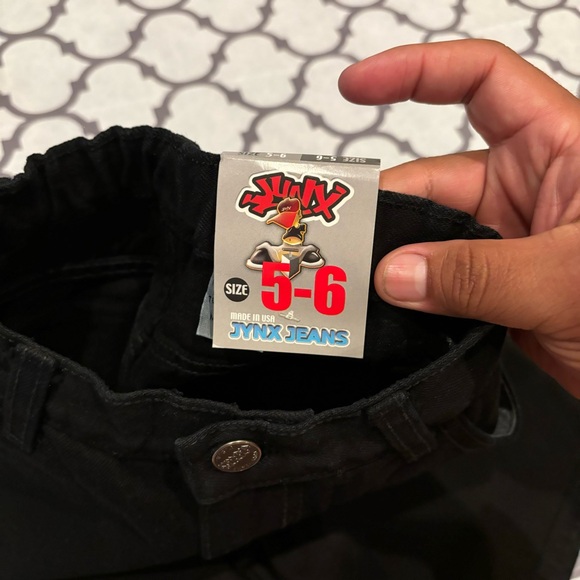 SIZE 5-6
JYNX
SIZE
5-6
MADE IN USA
JYNX JEANS